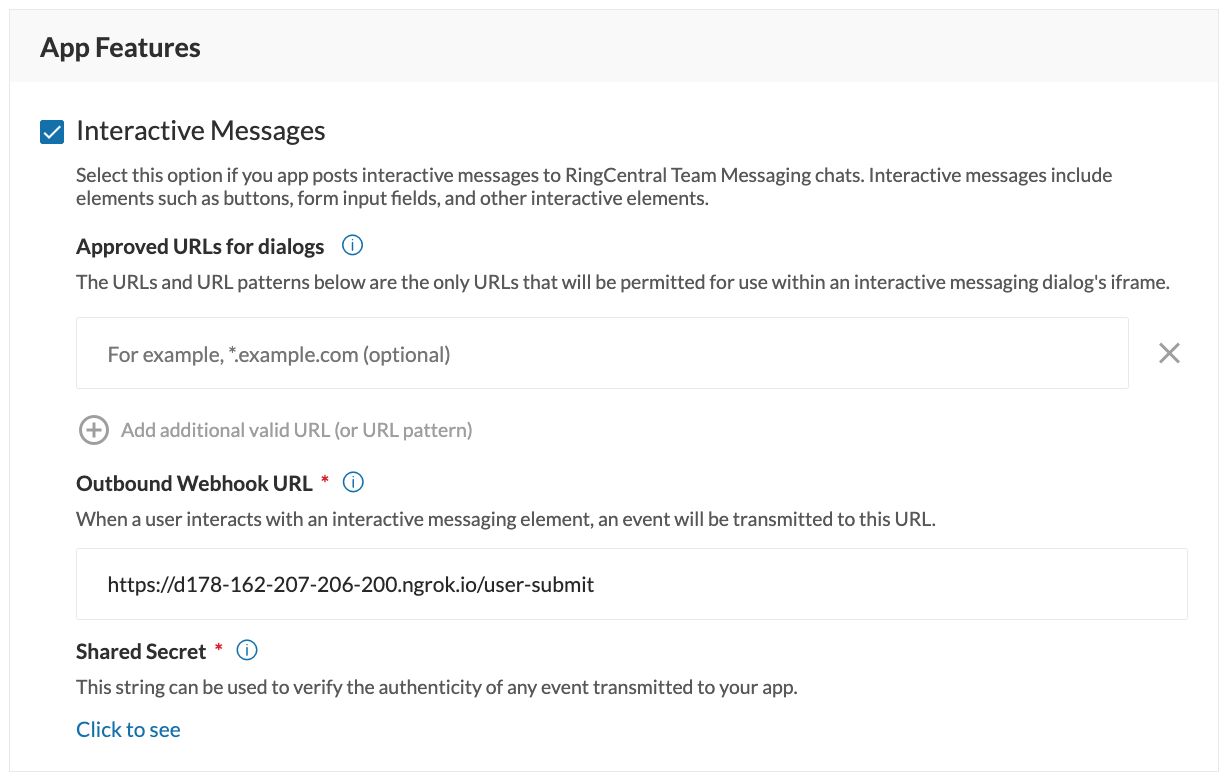 App Features
Interactive Messages
Select this option if you app posts interactive messages to RingCentral Team Messaging chats. Interactive messages include
elements such as buttons, form input fields, and other interactive elements.
Approved URLs for dialogs
The URLs and URL patterns below are the only URLs that will be permitted for use within an interactive messaging dialog's iframe.
For example, *.example.com (optional)
Add additional valid URL (or URL pattern)
Outbound Webhook URL *
When a user interacts with an interactive messaging element, an event will be transmitted to this URL.
https://d178-162-207-206-200.ngrok.io/user-submit
Shared Secret *
This string can be used to verify the authenticity of any event transmitted to your app.
Click to see